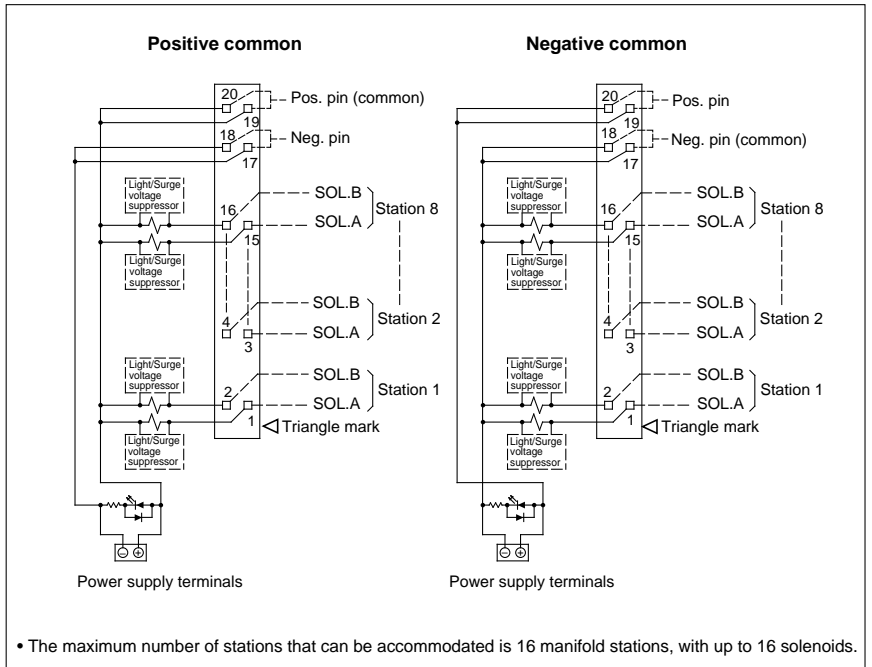 Positive common
20
Pos. pin (common)
19
18
Neg. pin
17
Light/Surge
voltage
suppressor
16
SOL.B
Station 8
SOL.A
15
Light/Surge
voltage
suppressor
SOL.B
4
Station 2
SOL.A
3
Light/Surge
voltage
suppressor
2
SOL.B
Station 1
SOL.A
1
Triangle mark
Light/Surge
voltage
suppressor
Power supply terminals
Negative common
20
Pos. pin
19
18
Neg. pin (common)
17
Light/Surge
voltage
suppressor
16
SOL.B
Station 8
SOL.A
15
Light/Surge
voltage
suppressor
SOL.B
4
Station 2
SOL.A
3
Light/Surge
voltage
suppressor
2
SOL.B
Station 1
SOL.A
1
Triangle mark
Light/Surge
voltage
suppressor
Power supply terminals
• The maximum number of stations that can be accommodated is 16 manifold stations, with up to 16 solenoids.